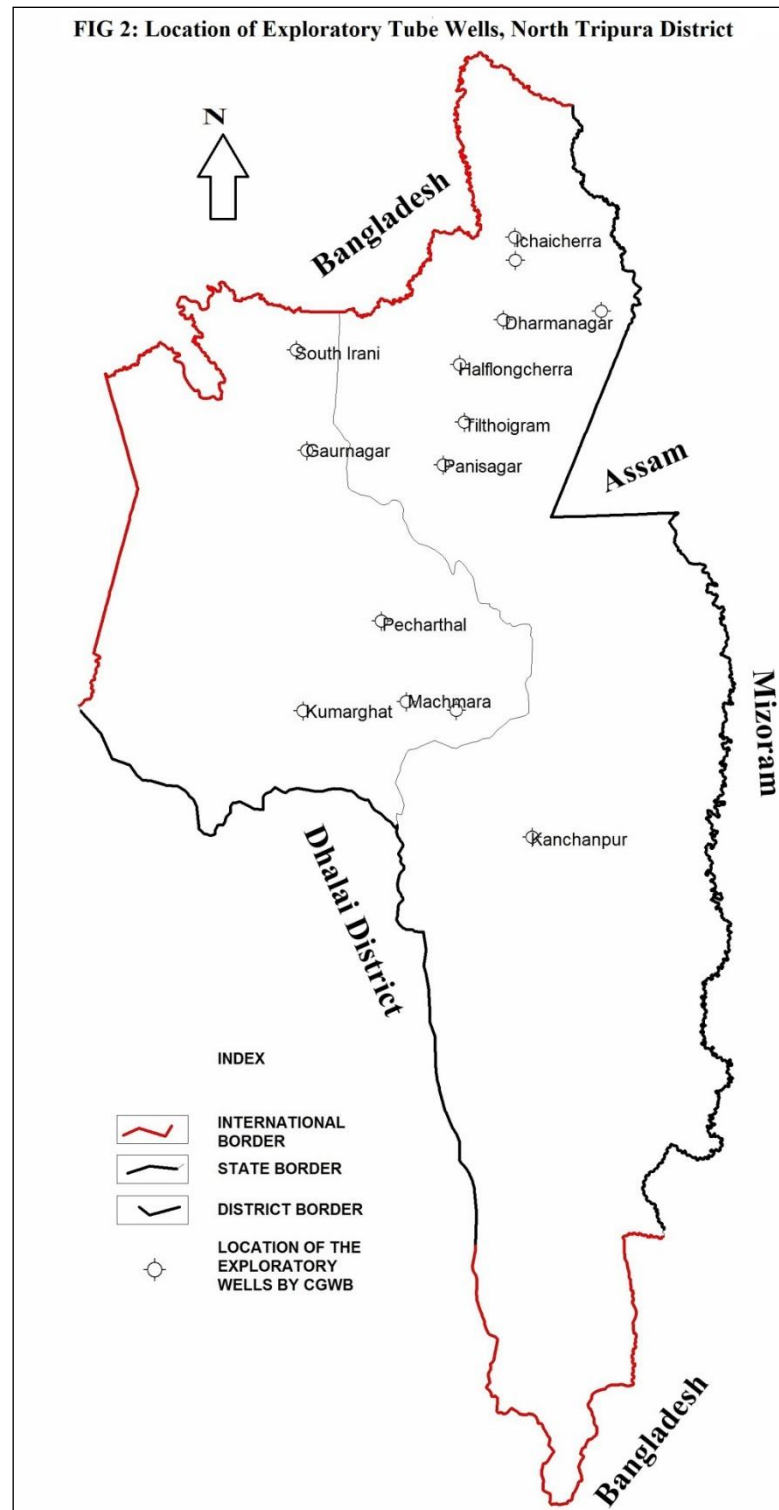 FIG 2: Location of Exploratory Tube Wells, North Tripura District
N
Bangladesh
Ichaicherra
Dharmanagar
South Irani
Halflongcherra
Tilthoigram
Gaurnagar
Panisagar
Assam
Pecharthal
Mizoram
Machmara
Kumarghat
Kanchanpur
Dhalai District
INDEX
INTERNATIONAL
BORDER
STATE BORDER
DISTRICT BORDER
LOCATION OF THE
EXPLORATORY
WELLS BY CGWB
Bangladesh